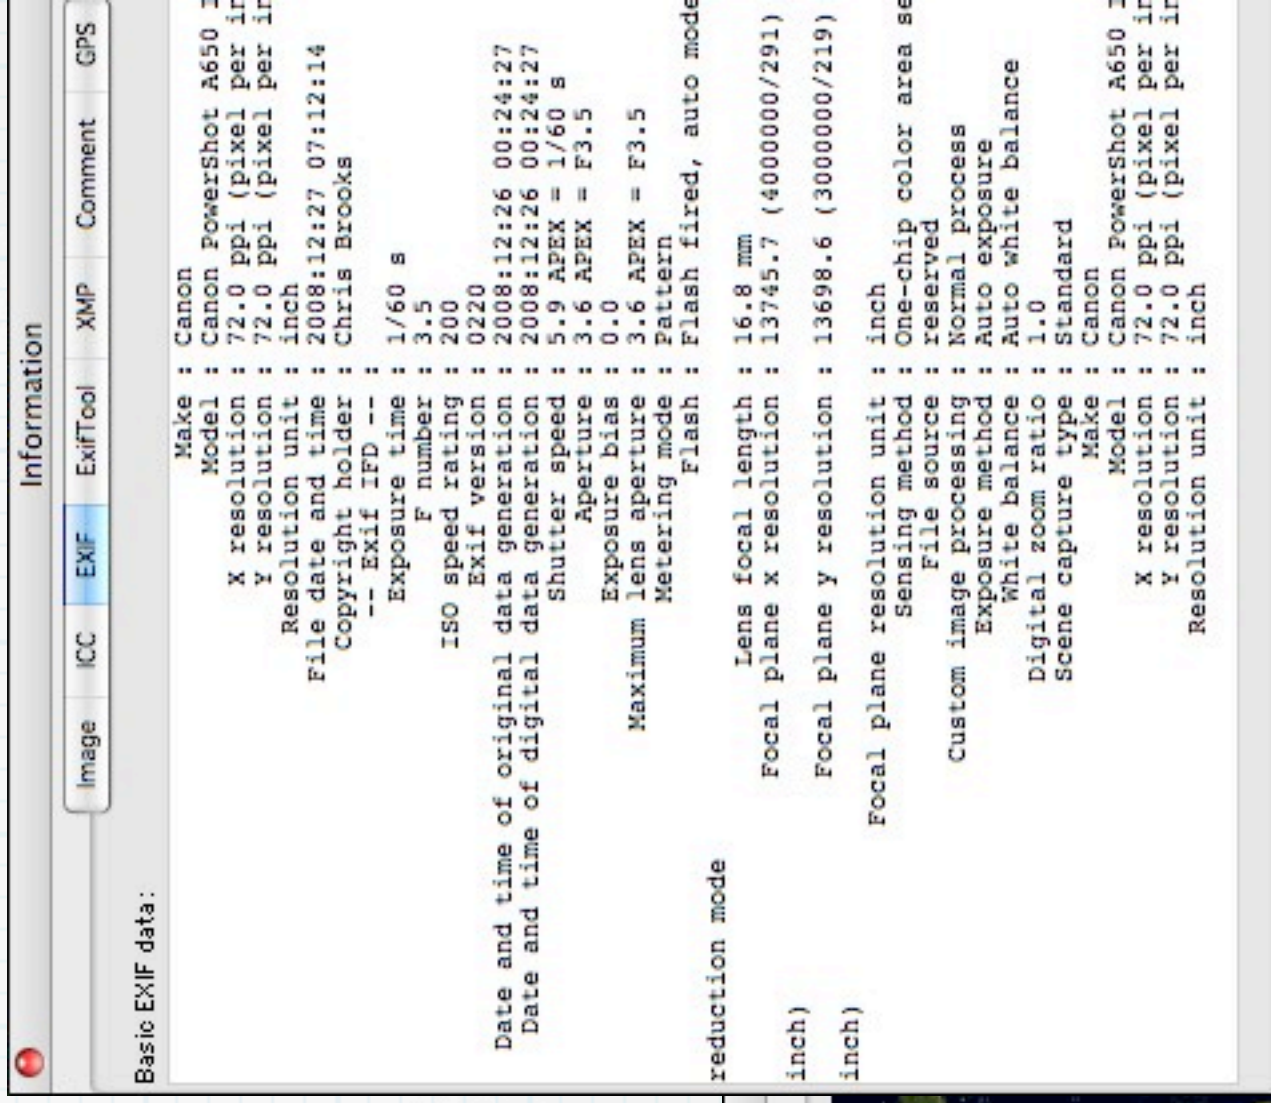 Information
Image ICC EXIF ExifTool XMP Comment GPS
Basic EXIF data:
Make : Canon
Model : Canon PowerShot A650
X resolution : 72.0 ppi (pixel per
Y resolution : 72.0 ppi (pixel per
Resolution unit : inch
File date and time : 2008:12:27 07:12:14
Copyright holder : Chris Brooks
-- Exif IFD -- :
Exposure time : 1/60 s
F number : 3.5
ISO speed rating : 200
Exif version : 0220
Date and time of original data generation : 2008:12:26 00:24:27
Date and time of digital data generation : 2008:12:26 00:24:27
Shutter speed : 5.9 APEX = 1/60 s
Aperture : 3.6 APEX = F3.5
Exposure bias : 0.0
Maximum lens aperture : 3.6 APEX = F3.5
Metering mode : Pattern
Flash : Flash fired, auto mode
reduction mode
Lens focal length : 16.8 mm
Focal plane x resolution : 13745.7 (4000000/291)
inch)
Focal plane y resolution : 13698.6 (3000000/219)
inch)
Focal plane resolution unit : inch
Sensing method : One-chip color area se
File source : reserved
Custom image processing : Normal process
Exposure method : Auto exposure
White balance : Auto white balance
Digital zoom ratio : 1.0
Scene capture type : Standard
Make : Canon
Model : Canon PowerShot A650
X resolution : 72.0 ppi (pixel per
Y resolution : 72.0 ppi (pixel per
Resolution unit : inch